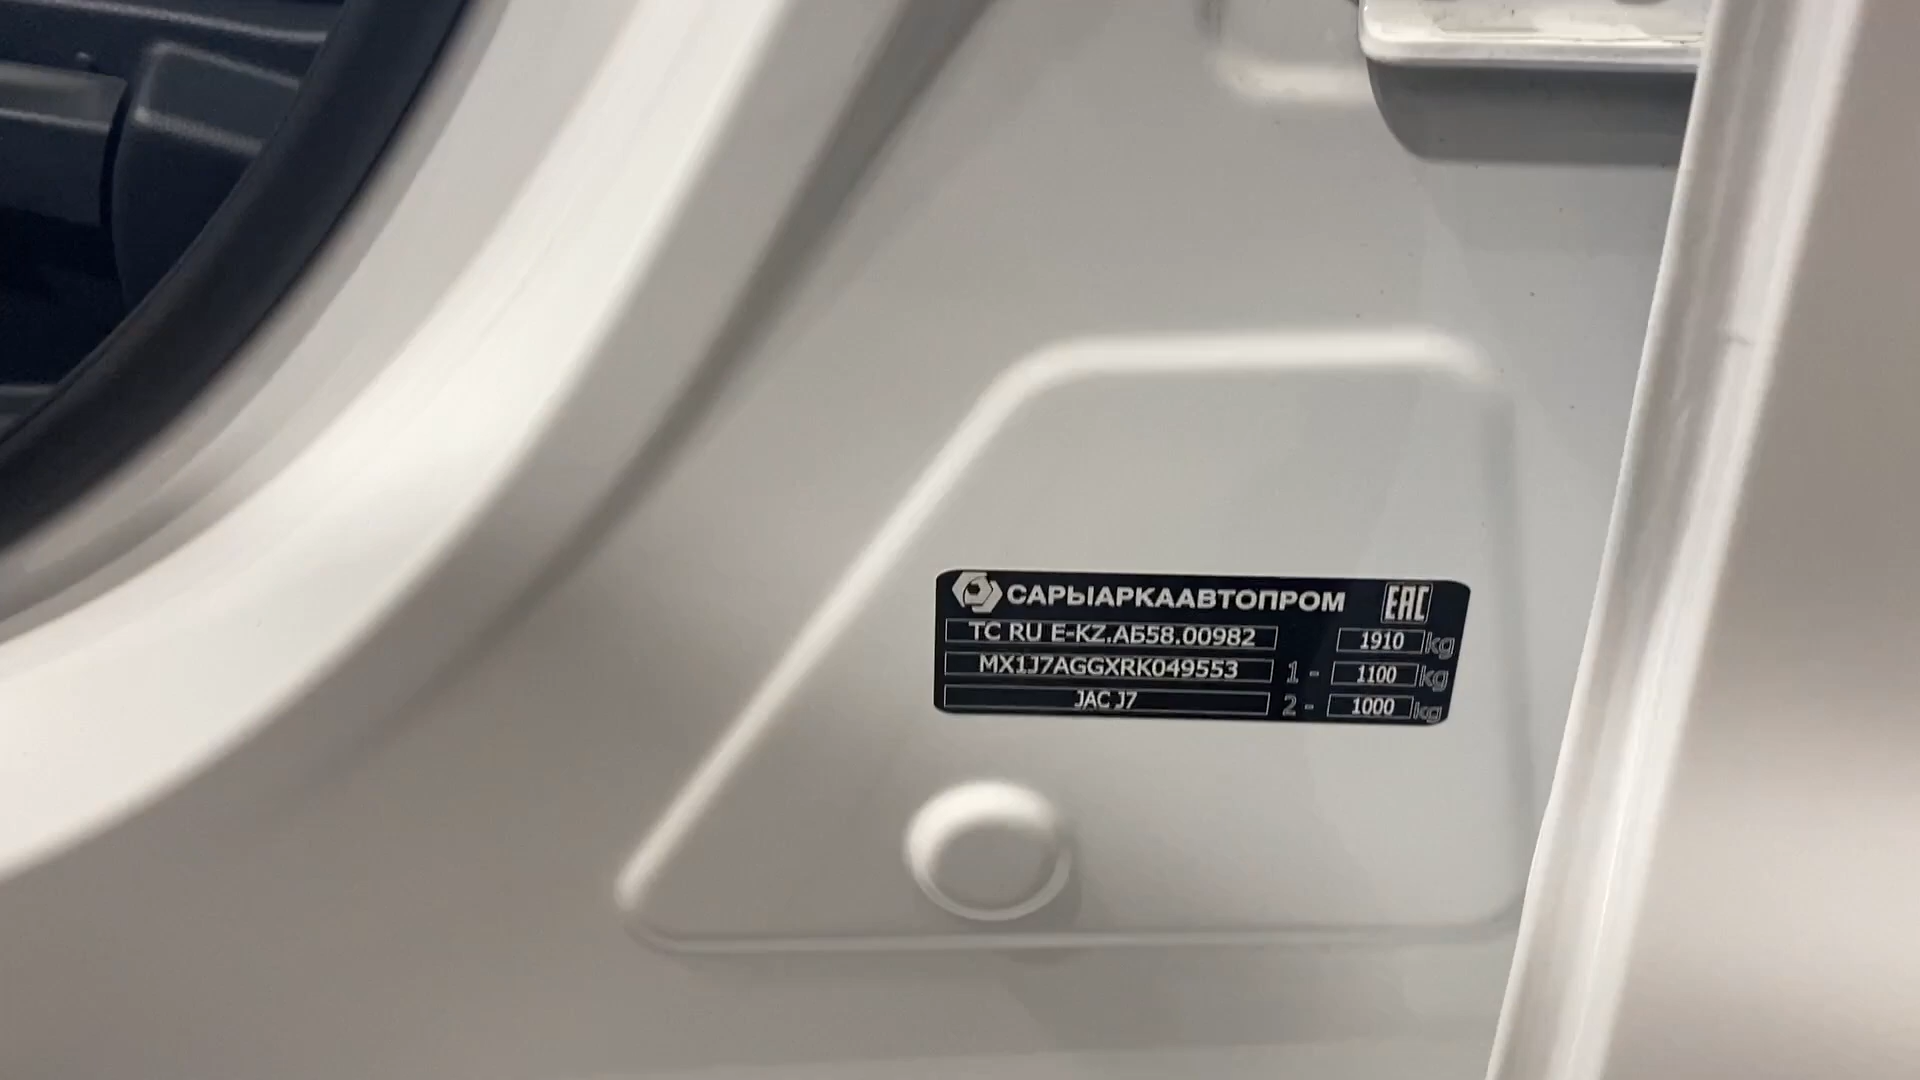 САРЫАРКААВТОПРОМ EAC
TC RU E-KZ.АБ58.00982 1910 kg
MX1J7AGGXRK049553 1 - 1100 kg
JAC J7 2 - 1000 kg